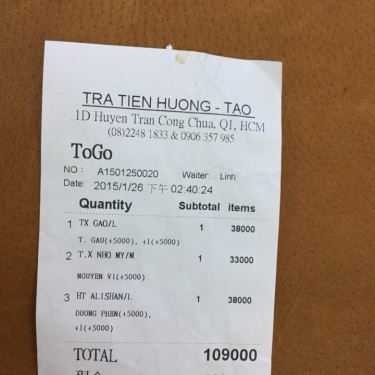 TRA TIEN HUONG - TAO
1D Huyen Tran Cong Chua, Q1, HCM
(08)2248 1833 & 0906 357 985
ToGo
NO : A1501250020 Waiter: Linh
Date: 2015/1/26 下午 02:40:24
Quantity Subtotal items
1 TX GAO/L 1 38000
T. GAU(+5000), +1(+5000)
2 T.X NHO MY/M 1 33000
NGUYEN VI(+5000)
3 HT ALISHAN/L 1 38000
DUONG PHEN(+5000),
+1(+5000)
TOTAL 109000